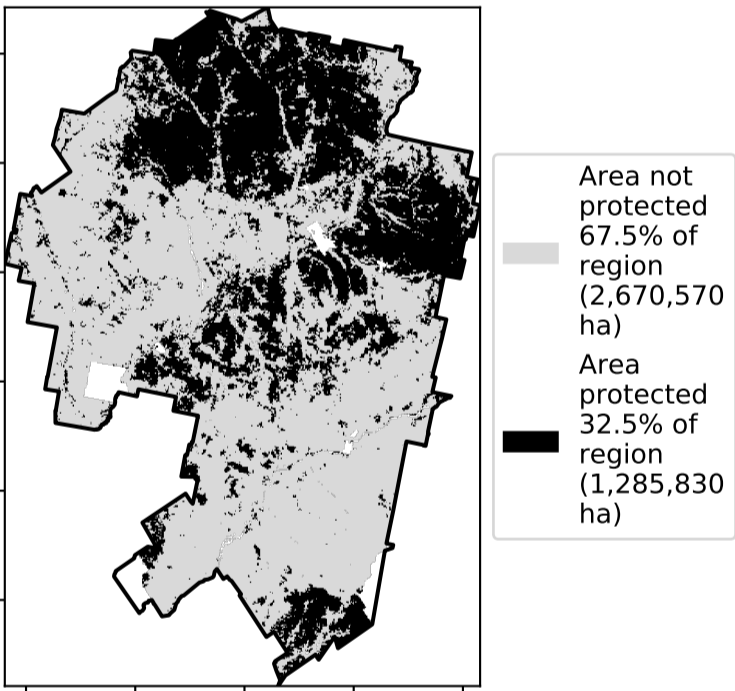 Area not
protected
67.5% of
region
(2,670,570
ha)
Area
protected
32.5% of
region
(1,285,830
ha)